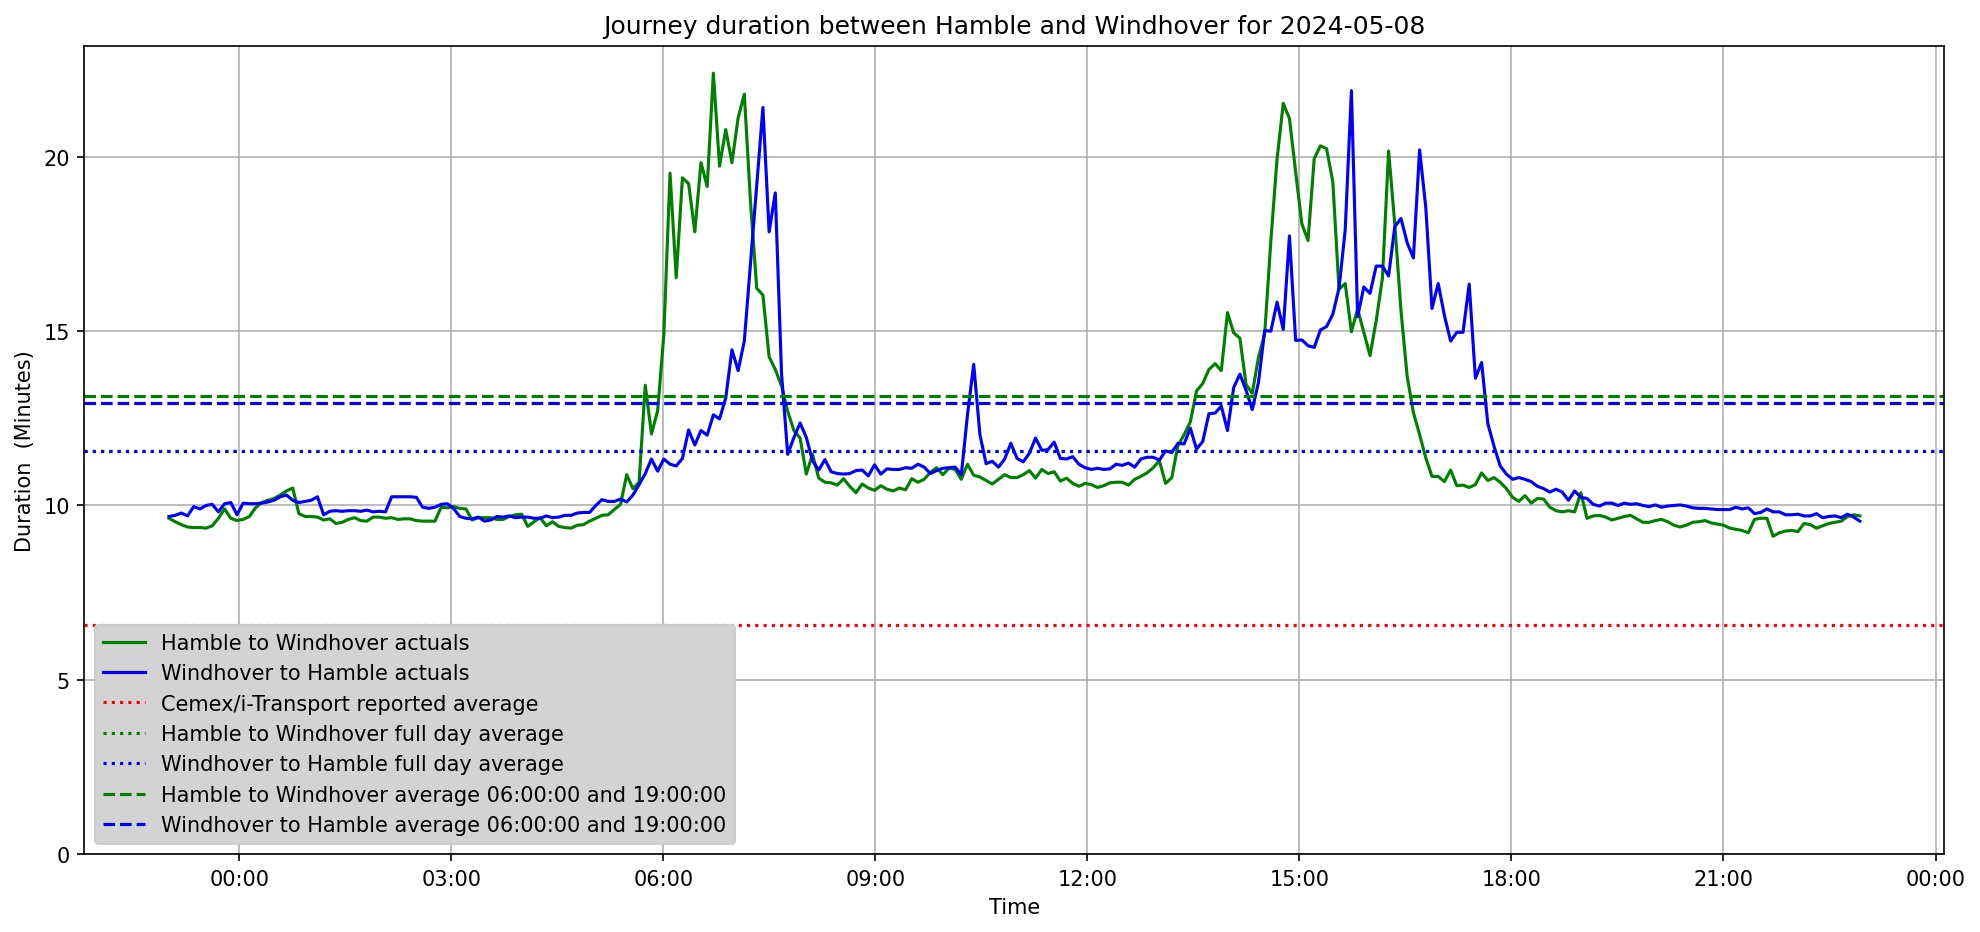 Journey duration between Hamble and Windhover for 2024-05-08
Duration (Minutes)
20
15
10
5
0
Hamble to Windhover actuals
Windhover to Hamble actuals
Cemex/i-Transport reported average
Hamble to Windhover full day average
Windhover to Hamble full day average
Hamble to Windhover average 06:00:00 and 19:00:00
Windhover to Hamble average 06:00:00 and 19:00:00
00:00 03:00 06:00 09:00 12:00 15:00 18:00 21:00 00:00
Time